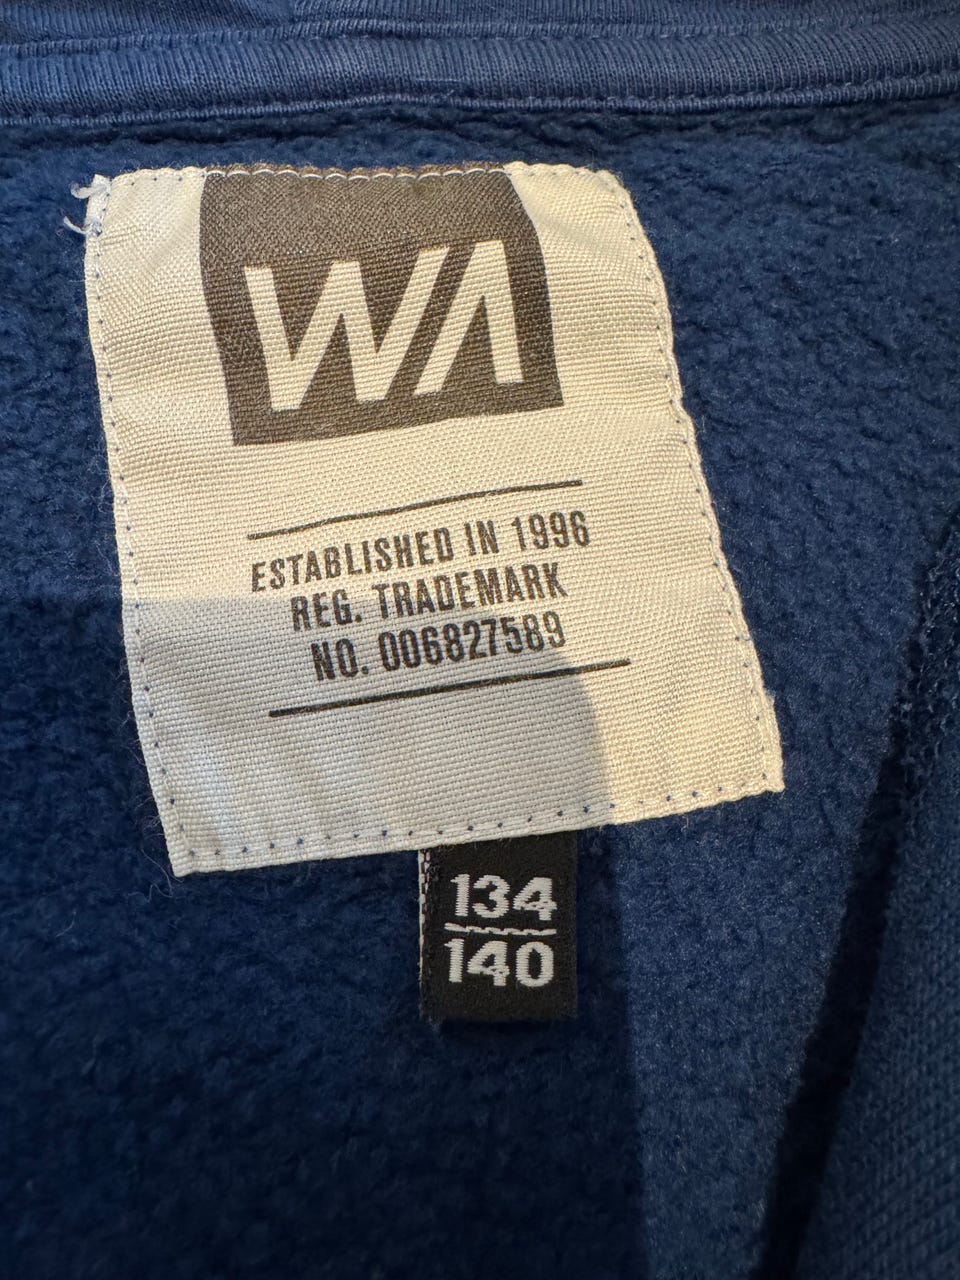 WA
ESTABLISHED IN 1996
REG. TRADEMARK
NO. 006827589
134
140